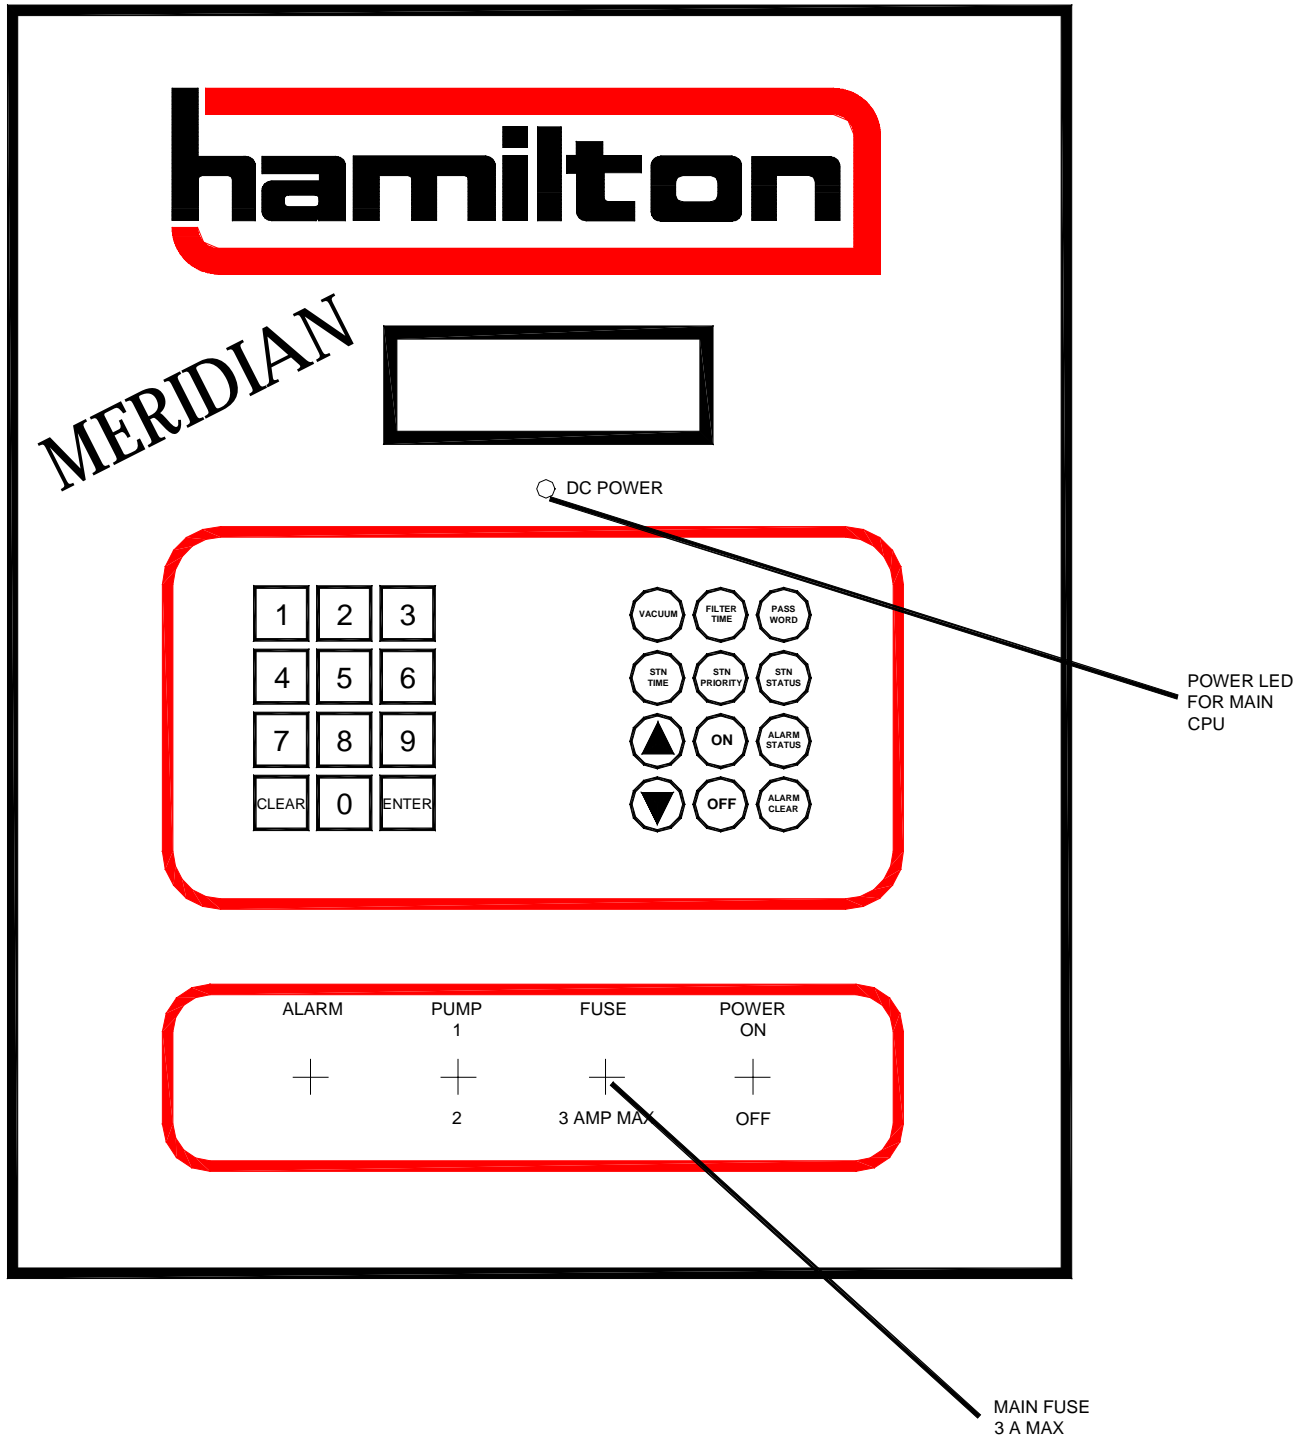 hamilton
MERIDIAN
DC POWER
1 2 3
VACUUM
FILTER
TIME
PASS
WORD
4 5 6
STN
TIME
STN
PRIORITY
STN
STATUS
7 8 9
ON
ALARM
STATUS
CLEAR 0 ENTER
OFF
ALARM
CLEAR
POWER LED
FOR MAIN
CPU
ALARM
PUMP
1
2
FUSE
3 AMP MAX
POWER
ON
OFF
MAIN FUSE
3 A MAX